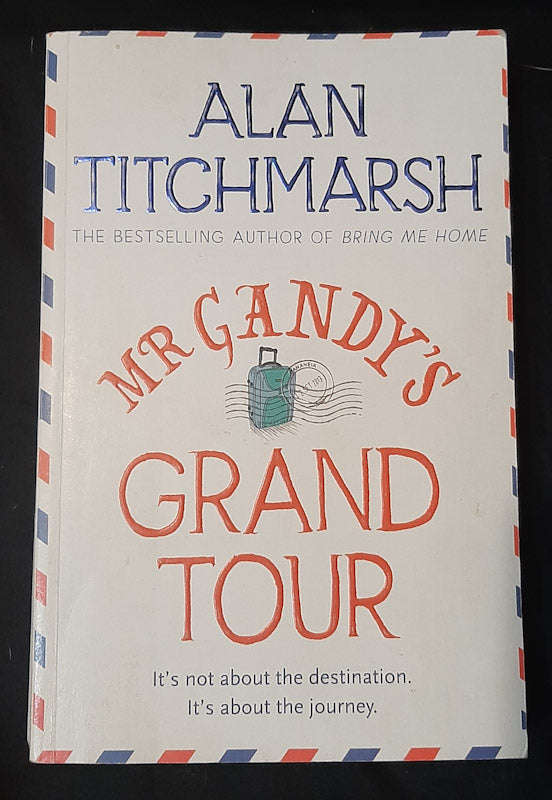 ALAN
TITCHMARSH
THE BESTSELLING AUTHOR OF BRING ME HOME
MR GANDY'S
GRAND
TOUR
It's not about the destination.
It's about the journey.